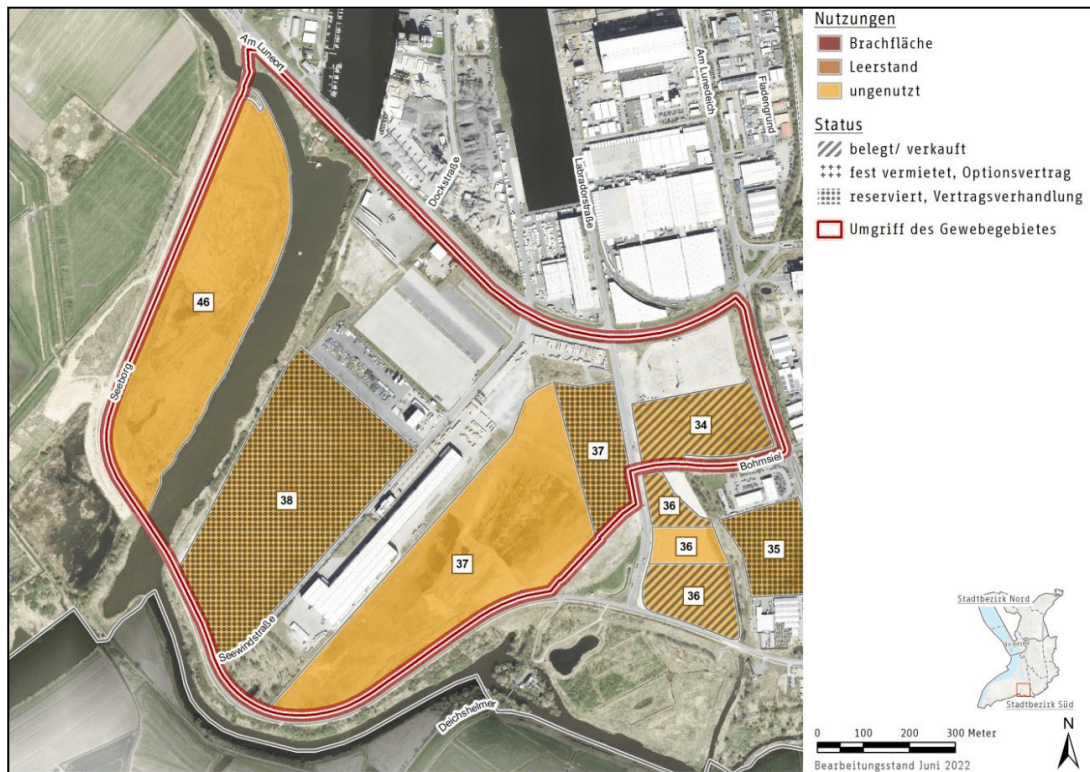 Am Luneort
Dockstraße
Labradorstraße
Am Lunedeich
Fladengrund
46
Seeborg
34
37
Bohmsiel
38
36
37
36
35
36
Seewindstraße
Deichshelmer
Nutzungen
Brachfläche
Leerstand
ungenutzt
Status
belegt/ verkauft
fest vermietet, Optionsvertrag
reserviert, Vertragsverhandlung
Umgriff des Gewebegebietes
Stadtbezirk Nord
Stadtbezirk Süd
N
0 100 200 300 Meter
Bearbeitungsstand Juni 2022